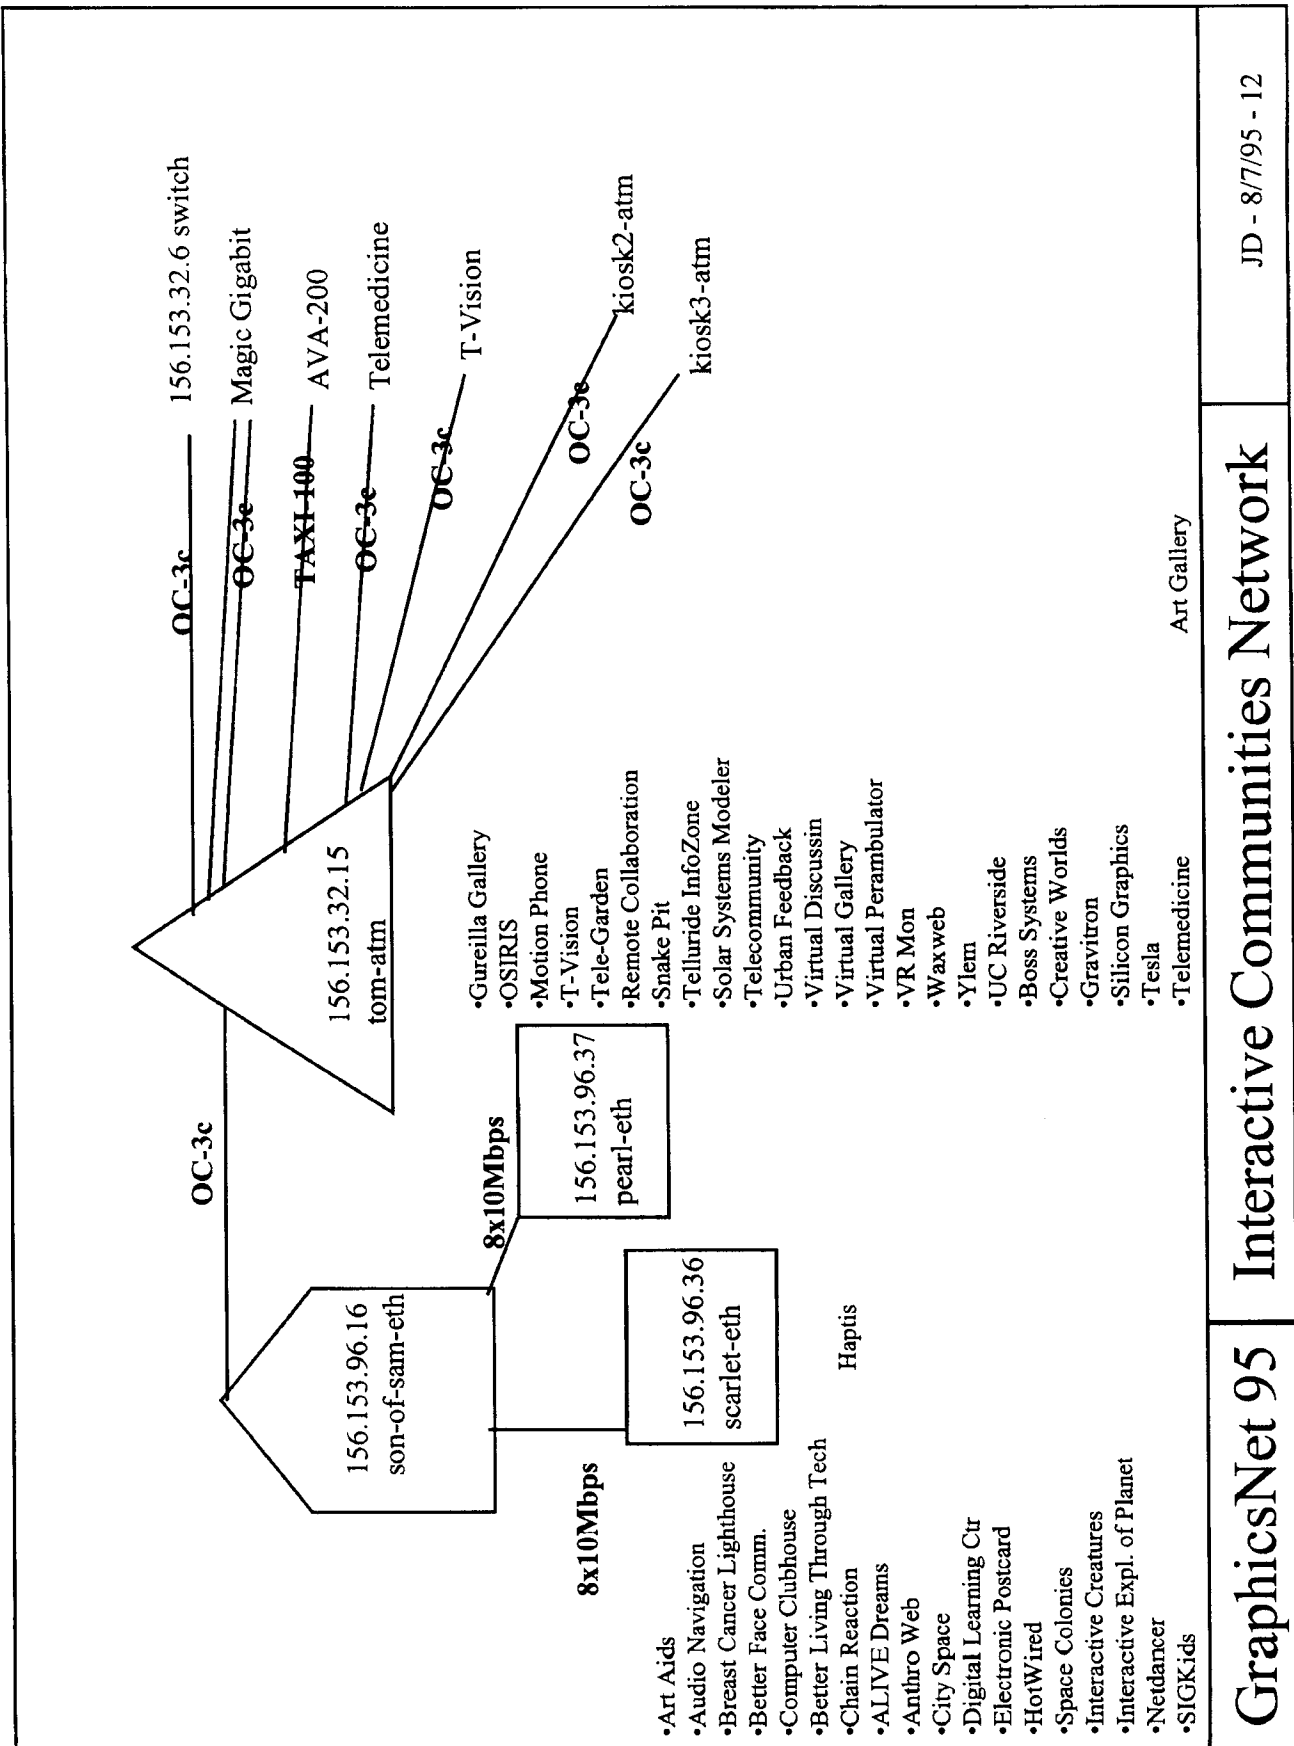 OC-3c
156.153.32.6 switch
OC-3c
Magic Gigabit
OC-3c
TAXI-100
AVA-200
OC-3c
Telemedicine
OC-3c
T-Vision
OC-3c
kiosk2-atm
OC-3c
kiosk3-atm
156.153.32.15
tom-atm
156.153.96.16
son-of-sam-eth
8x10Mbps
156.153.96.37
pearl-eth
8x10Mbps
156.153.96.36
scarlet-eth
•Art Aids
•Audio Navigation
•Breast Cancer Lighthouse
•Better Face Comm.
•Computer Clubhouse
•Better Living Through Tech
•Chain Reaction
•ALIVE Dreams
•Anthro Web
•City Space
•Digital Learning Ctr
•Electronic Postcard
•HotWired
•Space Colonies
•Interactive Creatures
•Interactive Expl. of Planet
•Netdancer
•SIGKids
Haptis
•Gureilla Gallery
•OSIRIS
•Motion Phone
•T-Vision
•Tele-Garden
•Remote Collaboration
•Snake Pit
•Telluride InfoZone
•Solar Systems Modeler
•Telecommunity
•Urban Feedback
•Virtual Discussin
•Virtual Gallery
•Virtual Perambulator
•VR Mon
•Waxweb
•Ylem
•UC Riverside
•Boss Systems
•Creative Worlds
•Gravitron
•Silicon Graphics
•Tesla
•Telemedicine
Art Gallery
GraphicsNet 95
Interactive Communities Network
JD - 8/7/95 - 12